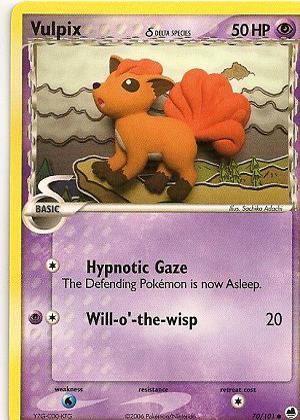 Vulpix δ DELTA SPECIES 50 HP
Illus. Sachiko Adachi
BASIC
Hypnotic Gaze
The Defending Pokémon is now Asleep.
Will-o'-the-wisp 20
weakness resistance retreat cost
©2006 Pokémon/Nintendo 70/101